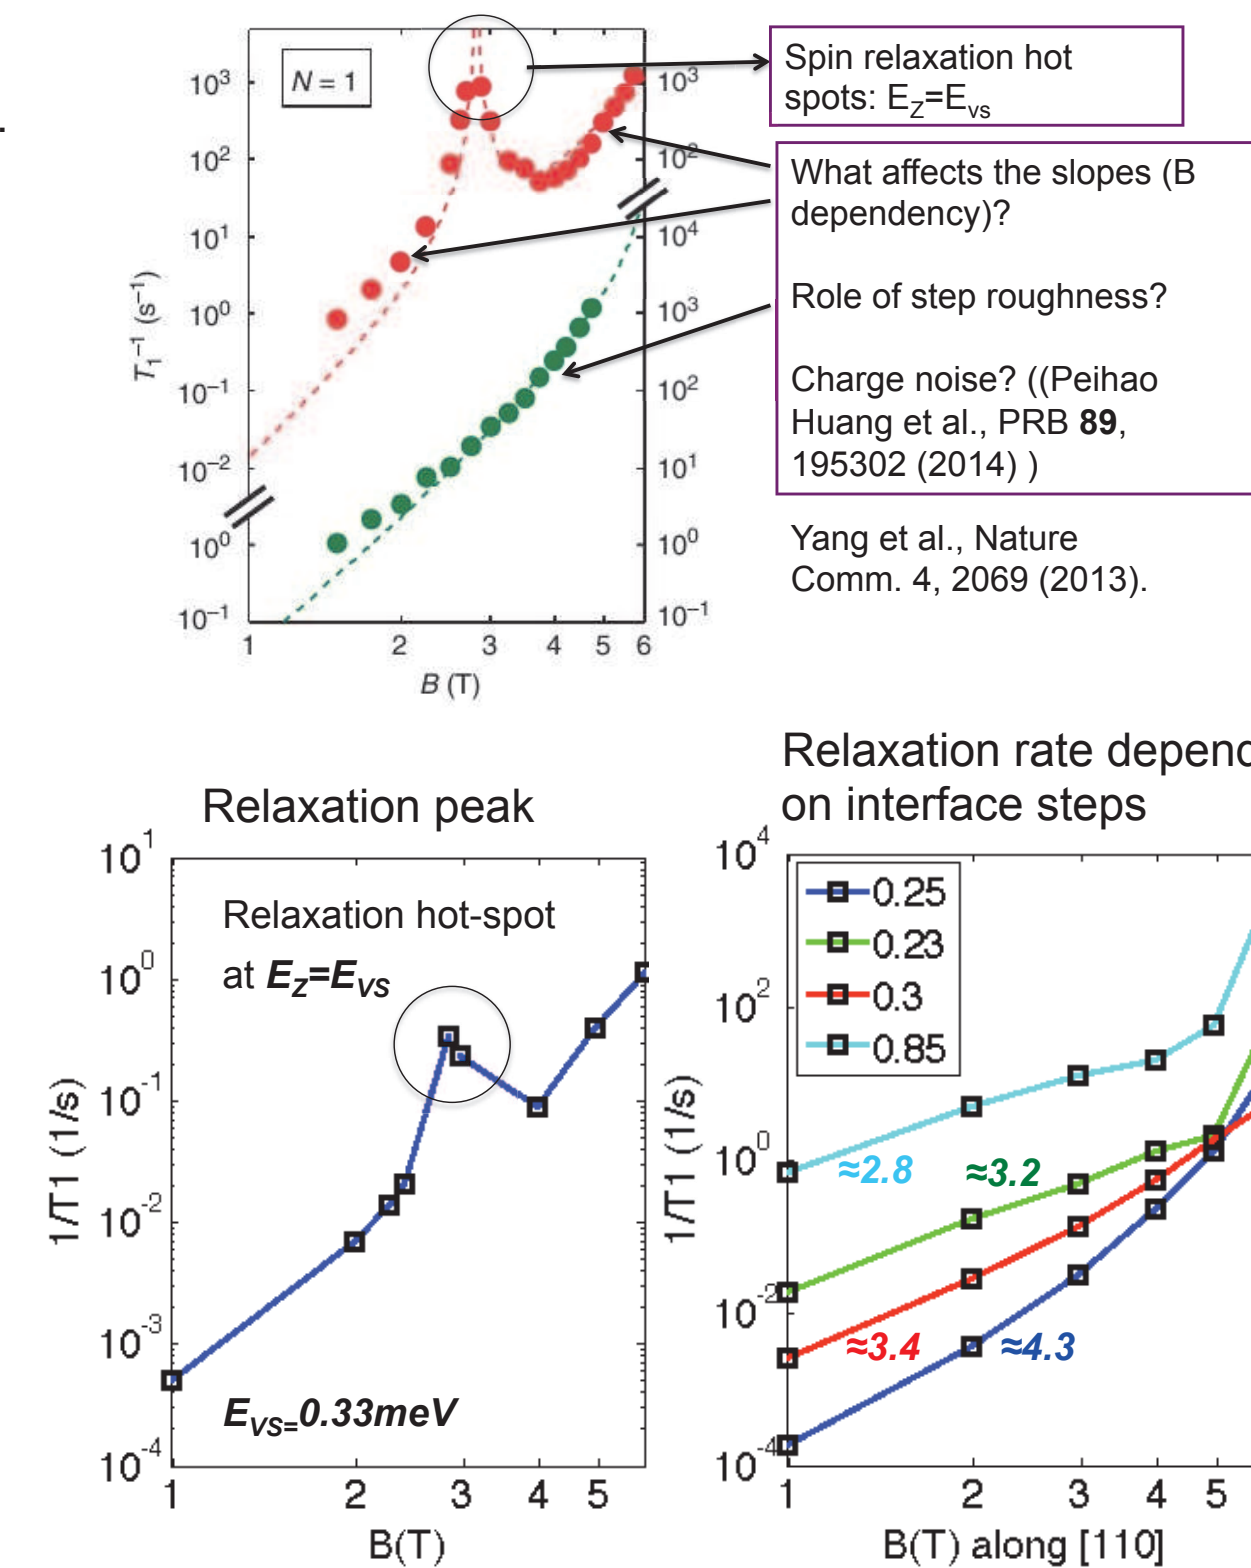 .
N = 1
10³
10²
10¹
10⁰
10⁻¹
10⁻²
10⁰
10⁻¹
T₁⁻¹ (s⁻¹)
10³
10²
10⁴
10³
10²
10¹
10⁰
10⁻¹
1 2 3 4 5 6
B (T)
Spin relaxation hot
spots: E_Z=E_vs
What affects the slopes (B
dependency)?
Role of step roughness?
Charge noise? ((Peihao
Huang et al., PRB 89,
195302 (2014) )
Yang et al., Nature
Comm. 4, 2069 (2013).
Relaxation peak
10¹
10⁰
10⁻¹
10⁻²
10⁻³
10⁻⁴
1/T1 (1/s)
Relaxation hot-spot
at E_Z=E_VS
E_VS=0.33meV
1 2 3 4 5
B(T)
Relaxation rate depend
on interface steps
10⁴
10²
10⁰
10⁻²
10⁻⁴
1/T1 (1/s)
0.25
0.23
0.3
0.85
≈2.8 ≈3.2
≈3.4 ≈4.3
1 2 3 4 5
B(T) along [110]